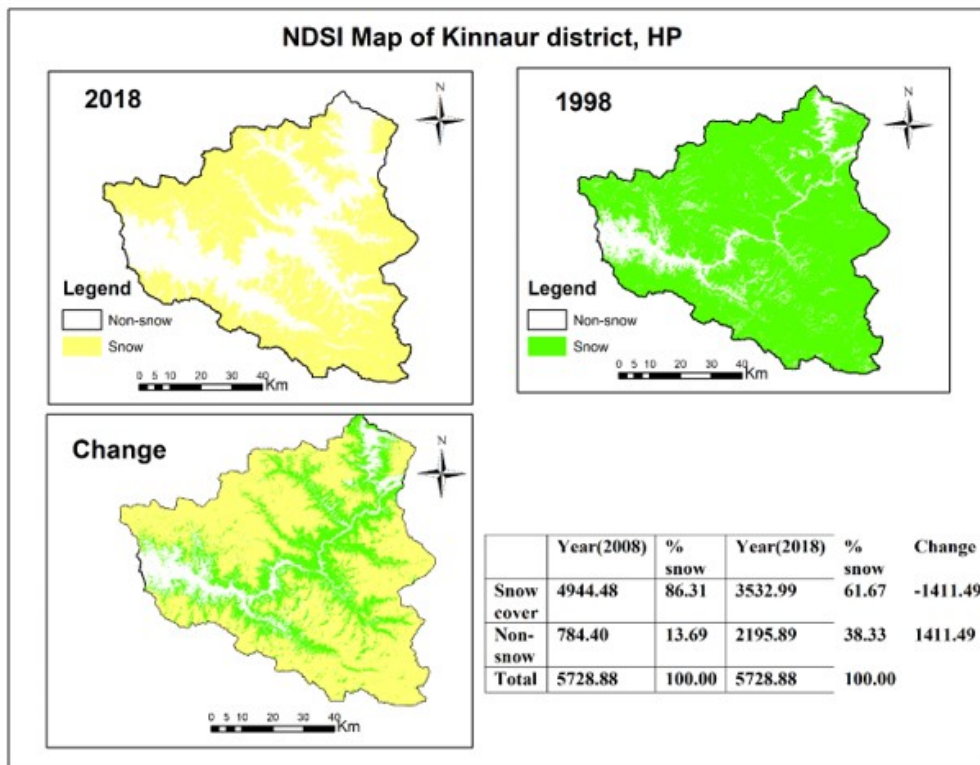 NDSI Map of Kinnaur district, HP
2018
N
Legend
Non-snow
Snow
0 5 10 20 30 40
Km
1998
N
Legend
Non-snow
Snow
0 5 10 20 30 40
Km
Change
N
0 5 10 20 30 40
Km
Year(2008) % snow Year(2018) % snow Change
Snow cover 4944.48 86.31 3532.99 61.67 -1411.49
Non-snow 784.40 13.69 2195.89 38.33 1411.49
Total 5728.88 100.00 5728.88 100.00